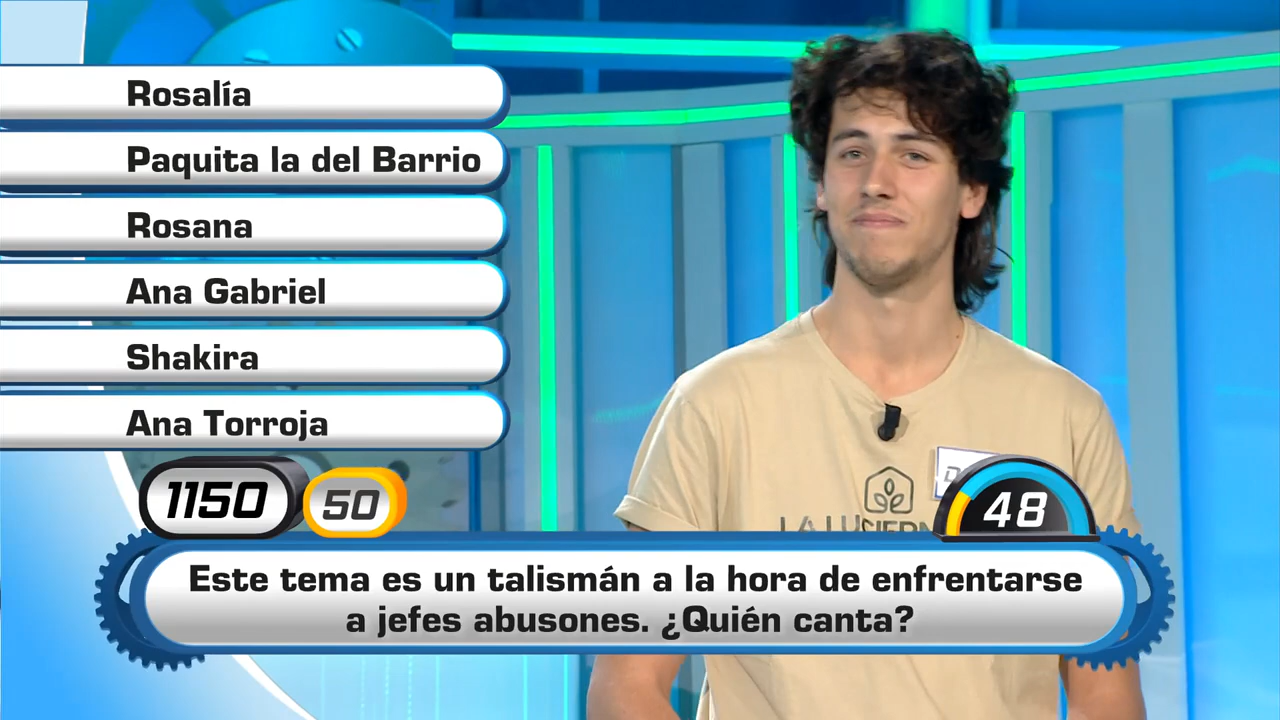 Rosalía
Paquita la del Barrio
Rosana
Ana Gabriel
Shakira
Ana Torroja
1150
50
48
Este tema es un talismán a la hora de enfrentarse
a jefes abusones. ¿Quién canta?